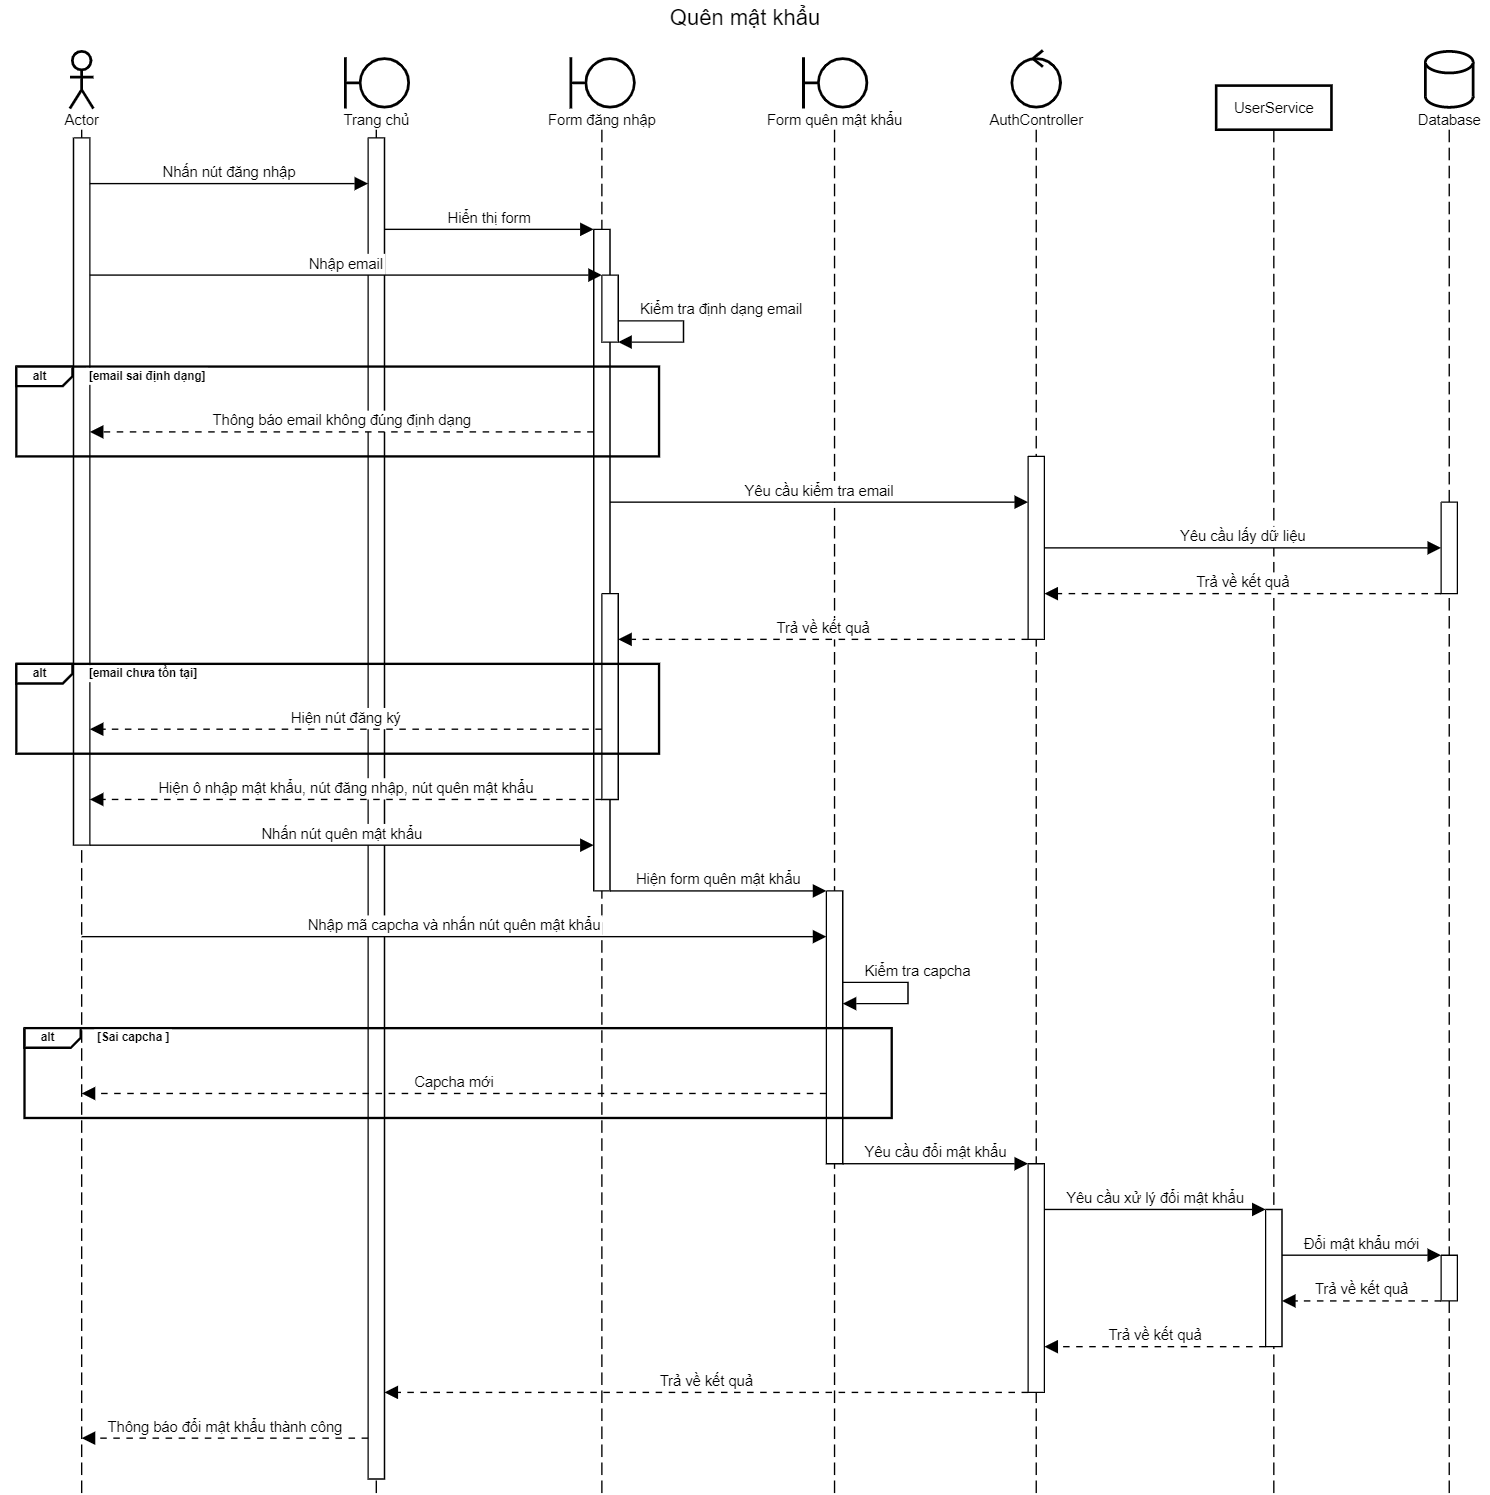 Quên mật khẩu
Actor
Trang chủ
Form đăng nhập
Form quên mật khẩu
AuthController
UserService
Database
Nhấn nút đăng nhập
Hiển thị form
Nhập email
Kiểm tra định dạng email
alt
[email sai định dạng]
Thông báo email không đúng định dạng
Yêu cầu kiểm tra email
Yêu cầu lấy dữ liệu
Trả về kết quả
Trả về kết quả
alt
[email chưa tồn tại]
Hiện nút đăng ký
Hiện ô nhập mật khẩu, nút đăng nhập, nút quên mật khẩu
Nhấn nút quên mật khẩu
Hiện form quên mật khẩu
Nhập mã capcha và nhấn nút quên mật khẩu
Kiểm tra capcha
alt
[Sai capcha ]
Capcha mới
Yêu cầu đổi mật khẩu
Yêu cầu xử lý đổi mật khẩu
Đổi mật khẩu mới
Trả về kết quả
Trả về kết quả
Trả về kết quả
Thông báo đổi mật khẩu thành công